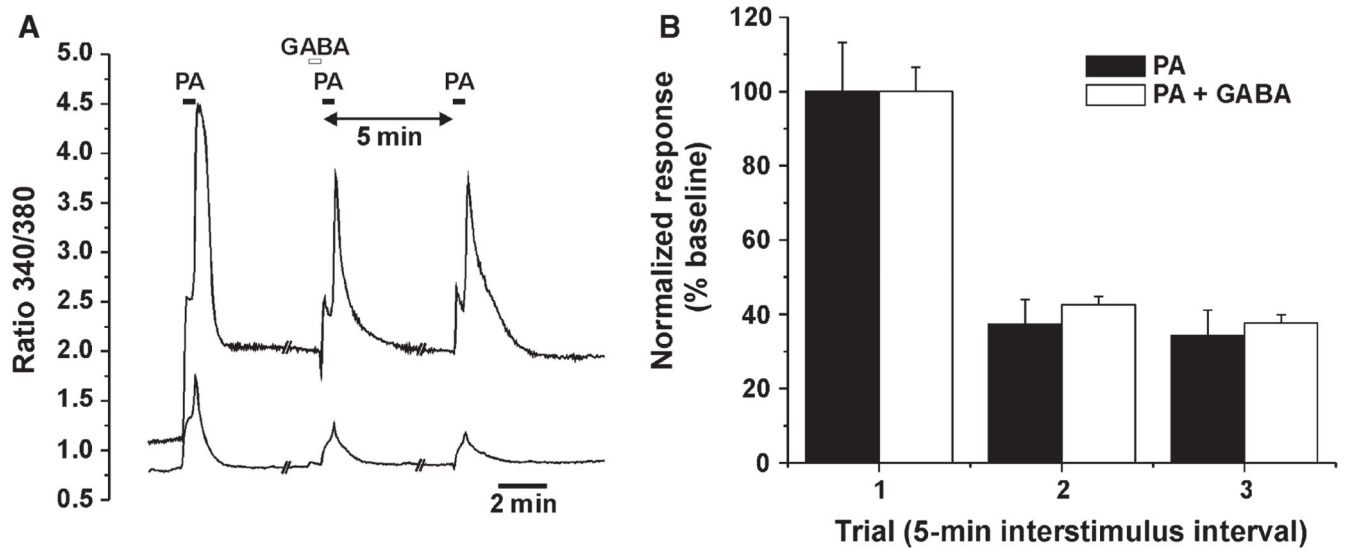 A
Ratio 340/380
5.0
4.5
4.0
3.5
3.0
2.5
2.0
1.5
1.0
0.5
GABA
PA PA PA
5 min
2 min
B
Normalized response
(% baseline)
120
100
80
60
40
20
0
PA
PA + GABA
1 2 3
Trial (5-min interstimulus interval)